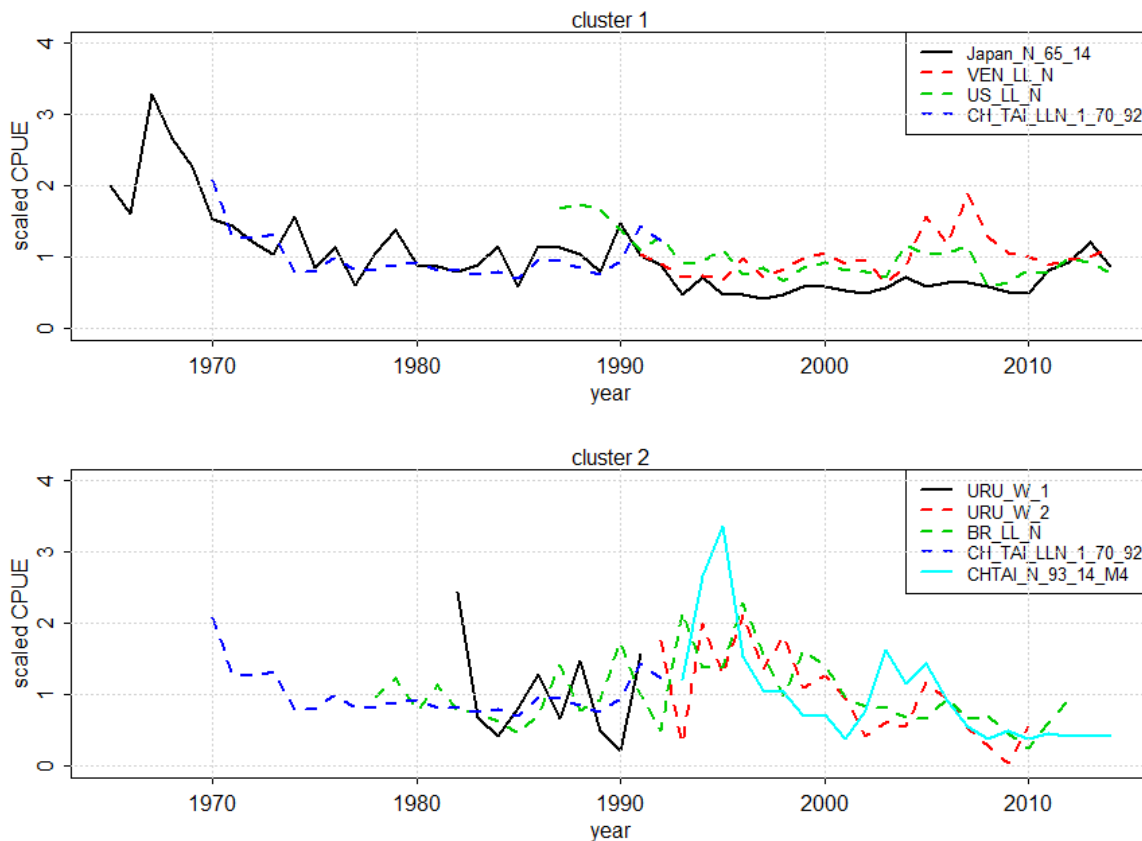 cluster 1
scaled CPUE
4
3
2
1
0
Japan_N_65_14
VEN_LL_N
US_LL_N
CH_TAI_LLN_1_70_92
1970 1980 1990 2000 2010
year
cluster 2
scaled CPUE
4
3
2
1
0
URU_W_1
URU_W_2
BR_LL_N
CH_TAI_LLN_1_70_92
CHTAI_N_93_14_M4
1970 1980 1990 2000 2010
year